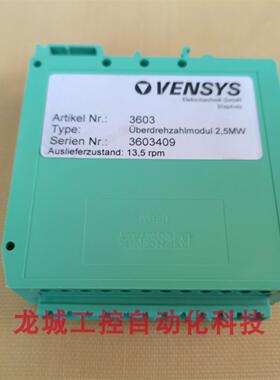 VENSYS
Elektrotechnik GmbH
Diepholz
Artikel Nr.: 3603
Type: Überdrehzahlmodul 2,5MW
Serien Nr.: 3603409
Auslieferzustand: 13,5 rpm
龙城工控自动化科技